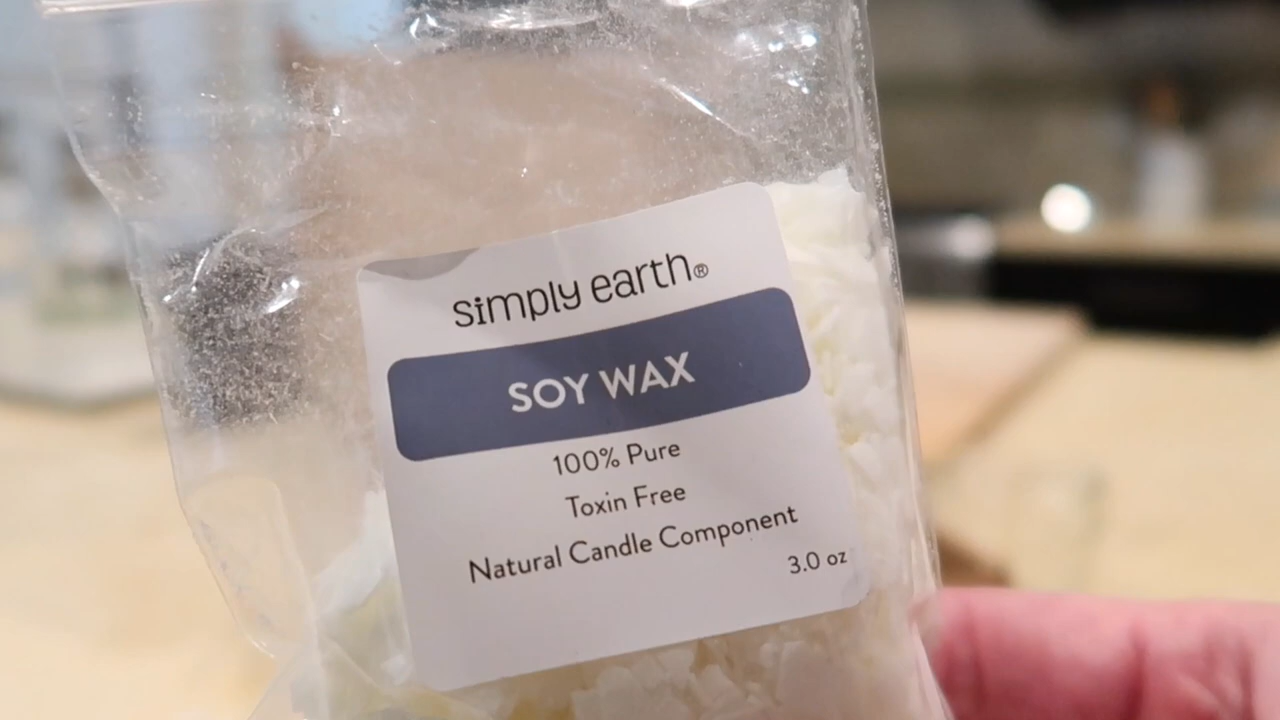 simply earth®
SOY WAX
100% Pure
Toxin Free
Natural Candle Component
3.0 oz